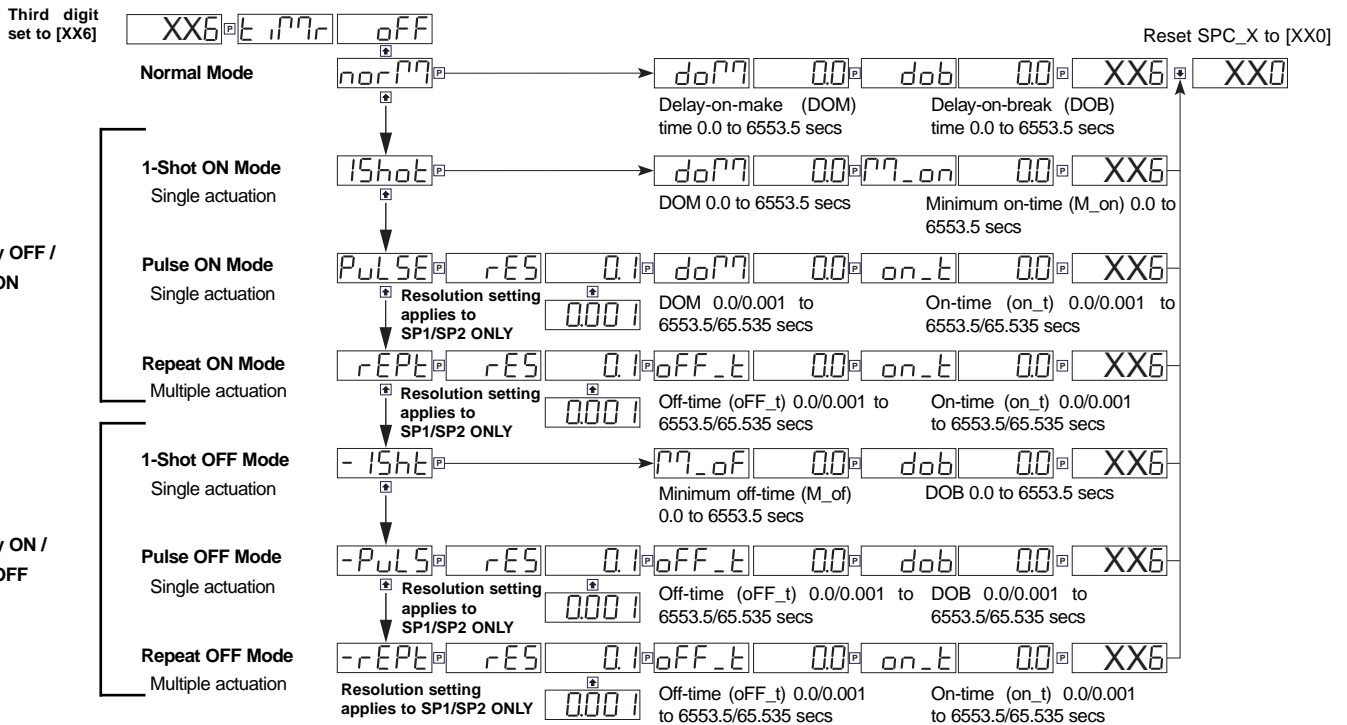 Third digit
set to [XX6]
XX6 P tiMr oFF
Reset SPC_X to [XX0]
Normal Mode
norM P doM 0.0 P dob 0.0 P XX6 XX0
Delay-on-make (DOM)
time 0.0 to 6553.5 secs
Delay-on-break (DOB)
time 0.0 to 6553.5 secs
1-Shot ON Mode
Single actuation
1Shot P doM 0.0 P M_on 0.0 P XX6
DOM 0.0 to 6553.5 secs
Minimum on-time (M_on) 0.0 to
6553.5 secs
y OFF /
ON
Pulse ON Mode
Single actuation
PuLSE P rES 0.1 P doM 0.0 P on_t 0.0 P XX6
Resolution setting
applies to
SP1/SP2 ONLY
0.001
DOM 0.0/0.001 to
6553.5/65.535 secs
On-time (on_t) 0.0/0.001 to
6553.5/65.535 secs
Repeat ON Mode
Multiple actuation
rEPt P rES 0.1 P oFF_t 0.0 P on_t 0.0 P XX6
Resolution setting
applies to
SP1/SP2 ONLY
0.001
Off-time (oFF_t) 0.0/0.001 to
6553.5/65.535 secs
On-time (on_t) 0.0/0.001
to 6553.5/65.535 secs
1-Shot OFF Mode
Single actuation
-1Sht P M_oF 0.0 P dob 0.0 P XX6
Minimum off-time (M_of)
0.0 to 6553.5 secs
DOB 0.0 to 6553.5 secs
y ON /
OFF
Pulse OFF Mode
Single actuation
-PuLS P rES 0.1 P oFF_t 0.0 P dob 0.0 P XX6
Resolution setting
applies to
SP1/SP2 ONLY
0.001
Off-time (oFF_t) 0.0/0.001 to
6553.5/65.535 secs
DOB 0.0/0.001 to
6553.5/65.535 secs
Repeat OFF Mode
Multiple actuation
-rEPt P rES 0.1 P oFF_t 0.0 P on_t 0.0 P XX6
Resolution setting
applies to SP1/SP2 ONLY
0.001
Off-time (oFF_t) 0.0/0.001
to 6553.5/65.535 secs
On-time (on_t) 0.0/0.001
to 6553.5/65.535 secs